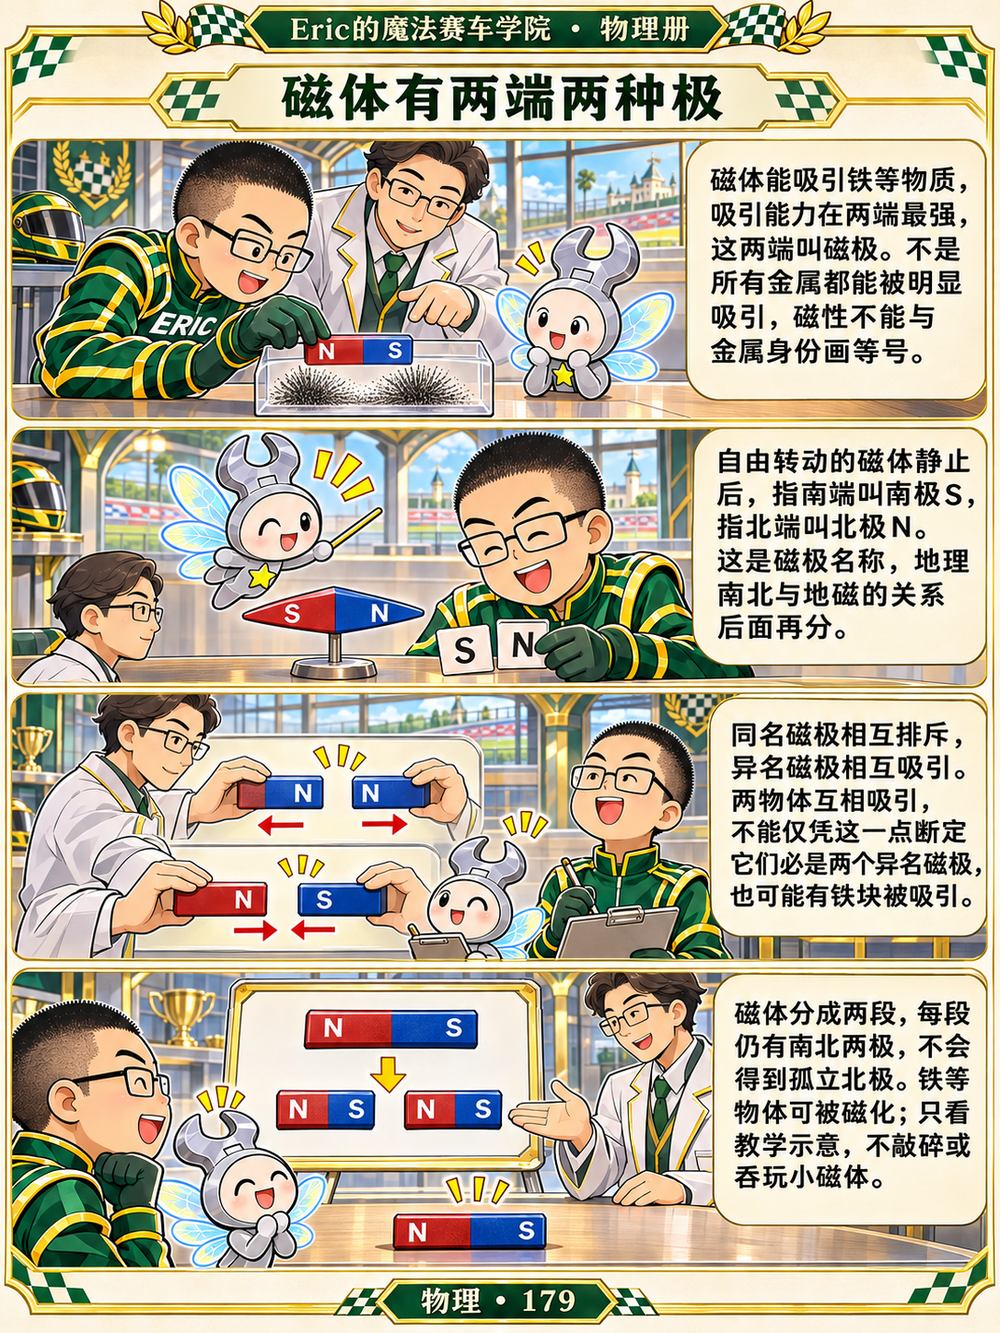 Eric的魔法赛车学院 · 物理册
磁体有两端两种极
磁体能吸引铁等物质，
吸引能力在两端最强，
这两端叫磁极。不是
所有金属都能被明显
吸引，磁性不能与
金属身份画等号。
ERIC
N S
自由转动的磁体静止
后，指南端叫南极S，
指北端叫北极N。
这是磁极名称，地理
南北与地磁的关系
后面再分。
S N
S N
同名磁极相互排斥，
异名磁极相互吸引。
两物体互相吸引，
不能仅凭这一点断定
它们必是两个异名磁极，
也可能有铁块被吸引。
N N
N S
磁体分成两段，每段
仍有南北两极，不会
得到孤立北极。铁等
物体可被磁化；只看
教学示意，不敲碎或
吞玩小磁体。
N S
N S N S
N S
物理 · 179